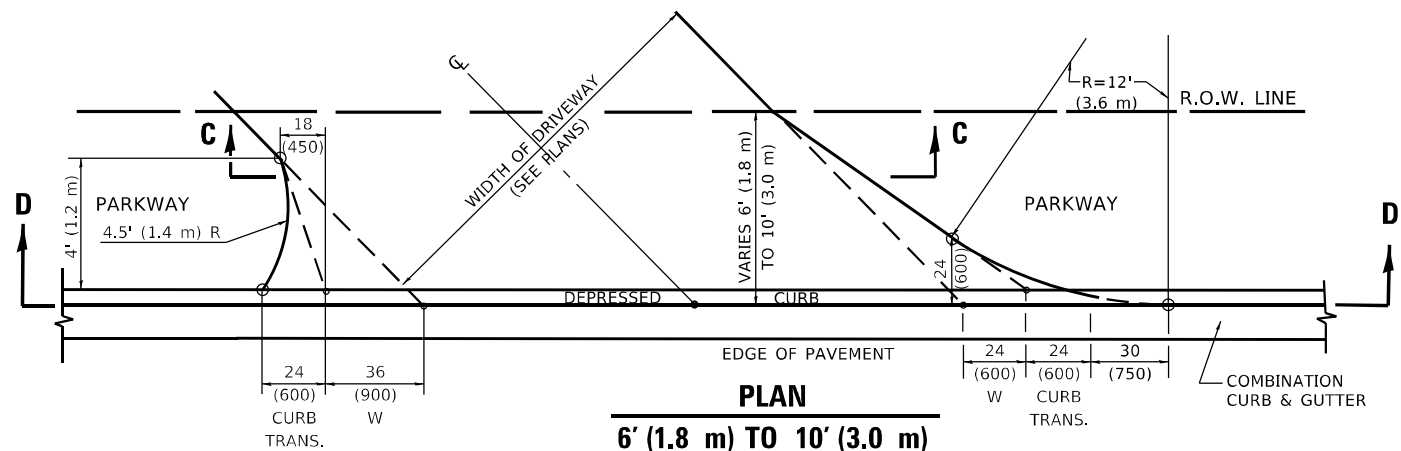 ℄
R=12'
(3.6 m)
R.O.W. LINE
18
(450)
C
C
WIDTH OF DRIVEWAY
(SEE PLANS)
VARIES 6' (1.8 m)
TO 10' (3.0 m)
4' (1.2 m)
D
PARKWAY
4.5' (1.4 m) R
PARKWAY
D
24
(600)
DEPRESSED CURB
EDGE OF PAVEMENT
24
(600)
CURB
TRANS.
36
(900)
W
24
(600)
W
24
(600)
CURB
TRANS.
30
(750)
COMBINATION
CURB & GUTTER
PLAN
6' (1.8 m) TO 10' (3.0 m)